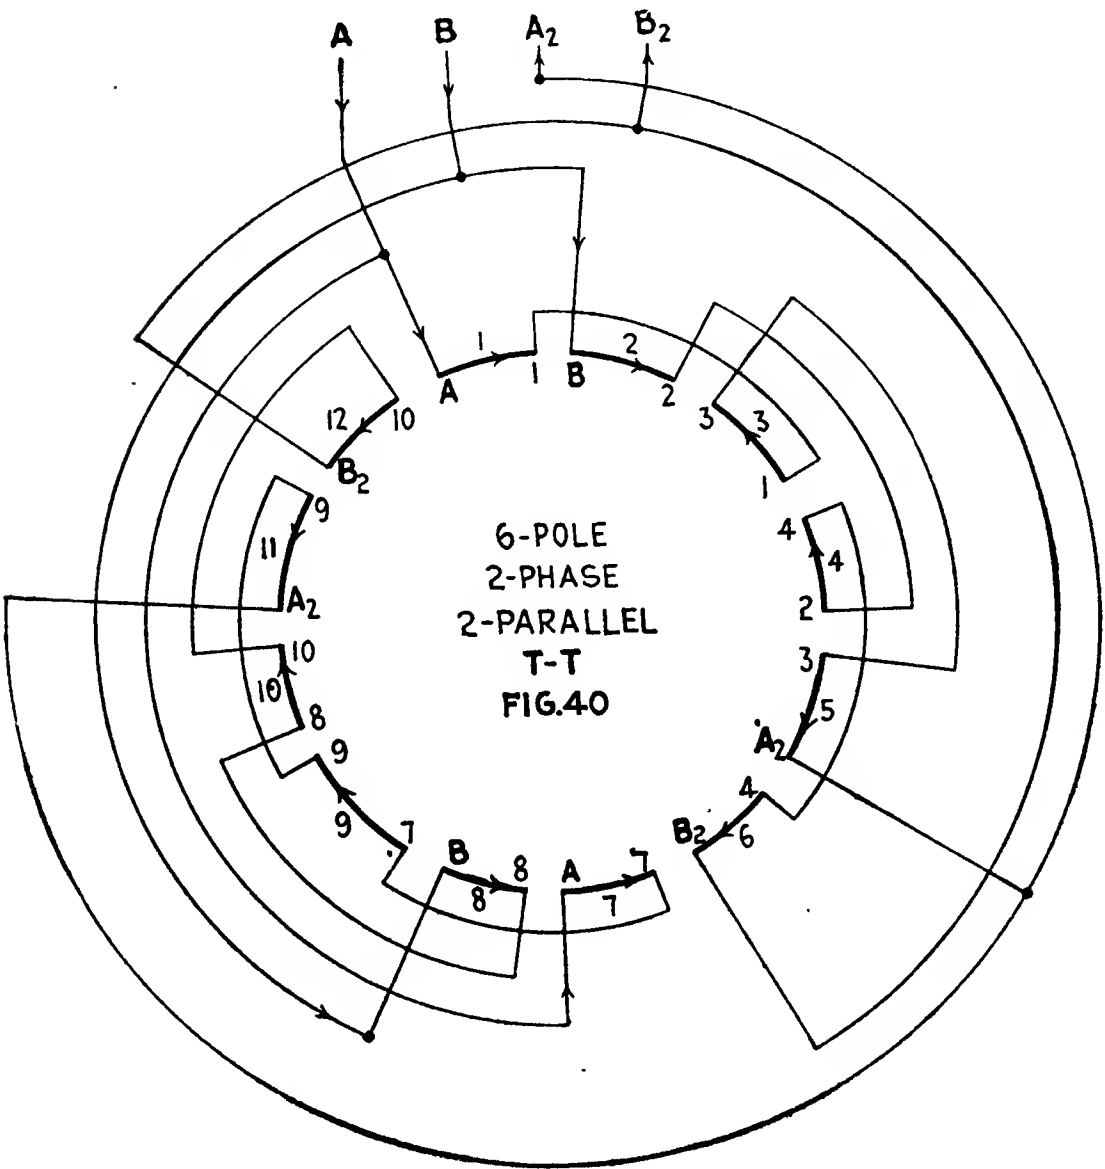 A B A2 B2
1 2
A 1 B 2
12 10 3 3
B2 1
9 4
11 4
A2 2
10 3
10 5
8 A2
9 4
9 7 B2 6
B 8 A 7
8 7
6-POLE
2-PHASE
2-PARALLEL
T-T
FIG.40